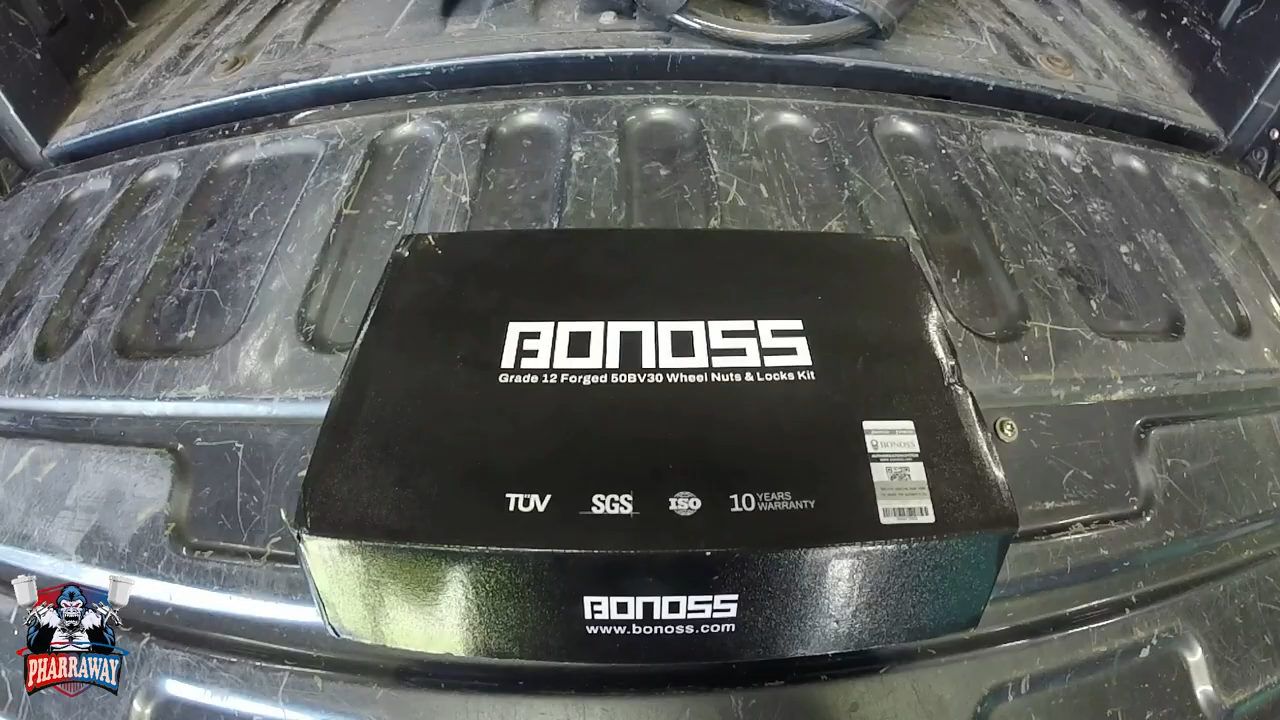 BONOSS
Grade 12 Forged 50BV30 Wheel Nuts & Locks Kit
BONOSS
TÜV SGS ISO 10 YEARS WARRANTY
BONOSS
www.bonoss.com
PHARRAWAY